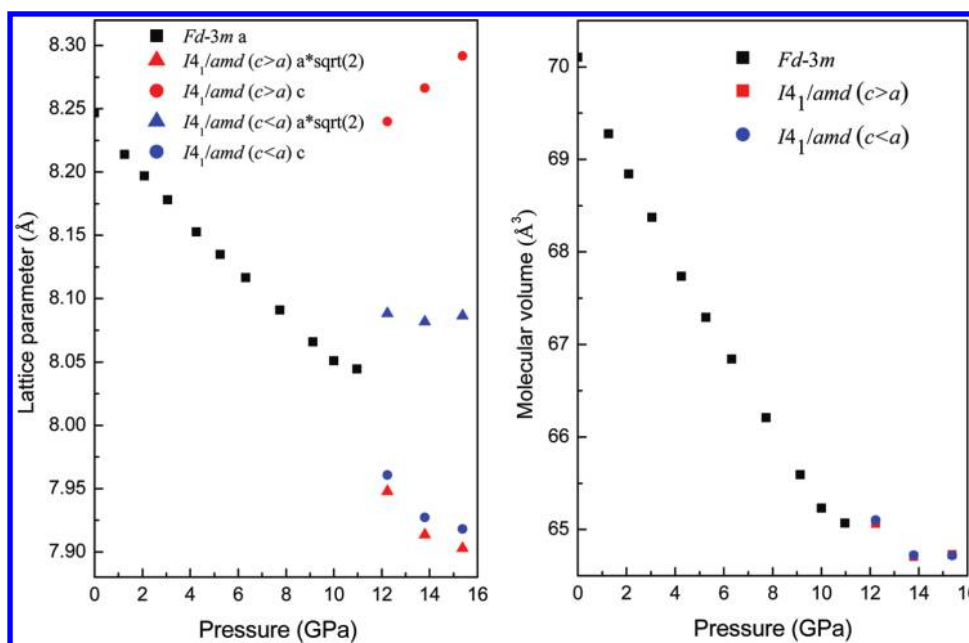 8.30
8.25
8.20
8.15
8.10
8.05
8.00
7.95
7.90
Lattice parameter (Å)
Fd-3m a
I4₁/amd (c>a) a*sqrt(2)
I4₁/amd (c>a) c
I4₁/amd (c<a) a*sqrt(2)
I4₁/amd (c<a) c
0 2 4 6 8 10 12 14 16
Pressure (GPa)
70
69
68
67
66
65
Molecular volume (Å³)
Fd-3m
I4₁/amd (c>a)
I4₁/amd (c<a)
0 2 4 6 8 10 12 14 16
Pressure (GPa)